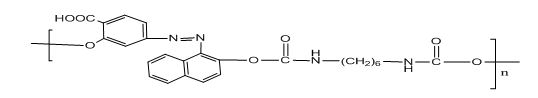 HOOC
N=N
O
O C O N H (CH2)6 N H C O O
n